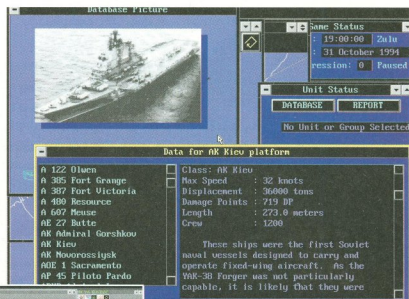 Database Picture
Game Status
: 19:00:00 Zulu
: 31 October 1994
ression: 0 Paused
Unit Status
DATABASE REPORT
No Unit or Group Selected
Data for AK Kiev platform
A 122 Olwen
A 385 Fort Grange
A 387 Fort Victoria
A 480 Resource
A 607 Meuse
AE 27 Butte
AK Admiral Gorshkov
AK Kiev
AK Novorossiysk
AOE 1 Sacramento
AP 45 Piloto Pardo
Class: AK Kiev
Max Speed : 32 knots
Displacement : 36000 tons
Damage Points : 719 DP
Length : 273.0 meters
Crew : 1200
These ships were the first Soviet
naval vessels designed to carry and
operate fixed-wing aircraft. As the
YAK-38 Forger was not particularly
capable, it is likely that they were